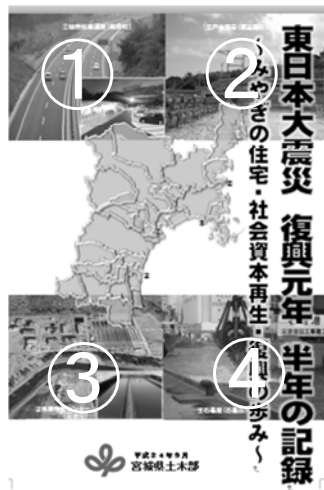 東日本大震災 復興元年 半年の記録
～みやぎの住宅・社会資本再生・復興の歩み～
①
②
③
④
平成24年9月
宮城県土木部